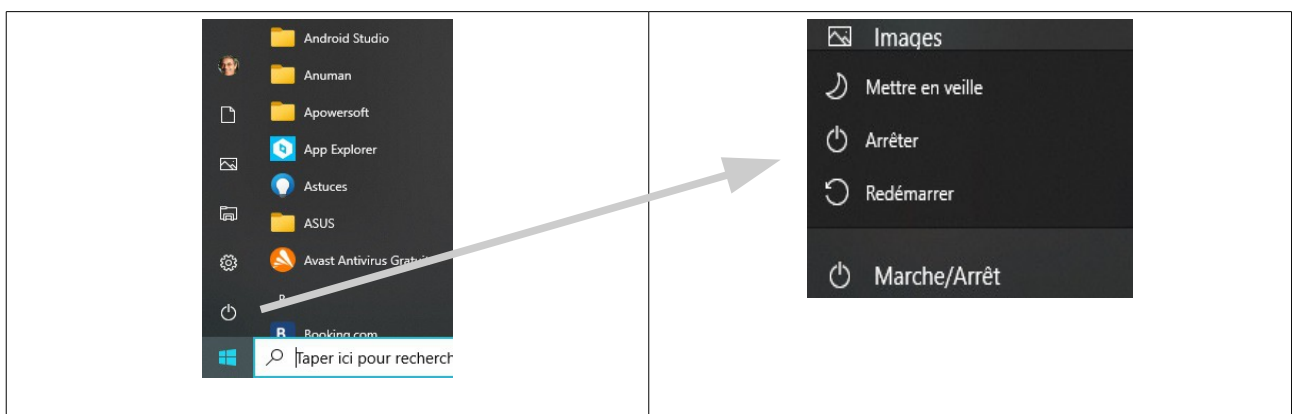 Android Studio
Anuman
Apowersoft
App Explorer
Astuces
ASUS
Avast Antivirus Gratuit
B
Booking.com
Taper ici pour recherch
Images
Mettre en veille
Arrêter
Redémarrer
Marche/Arrêt